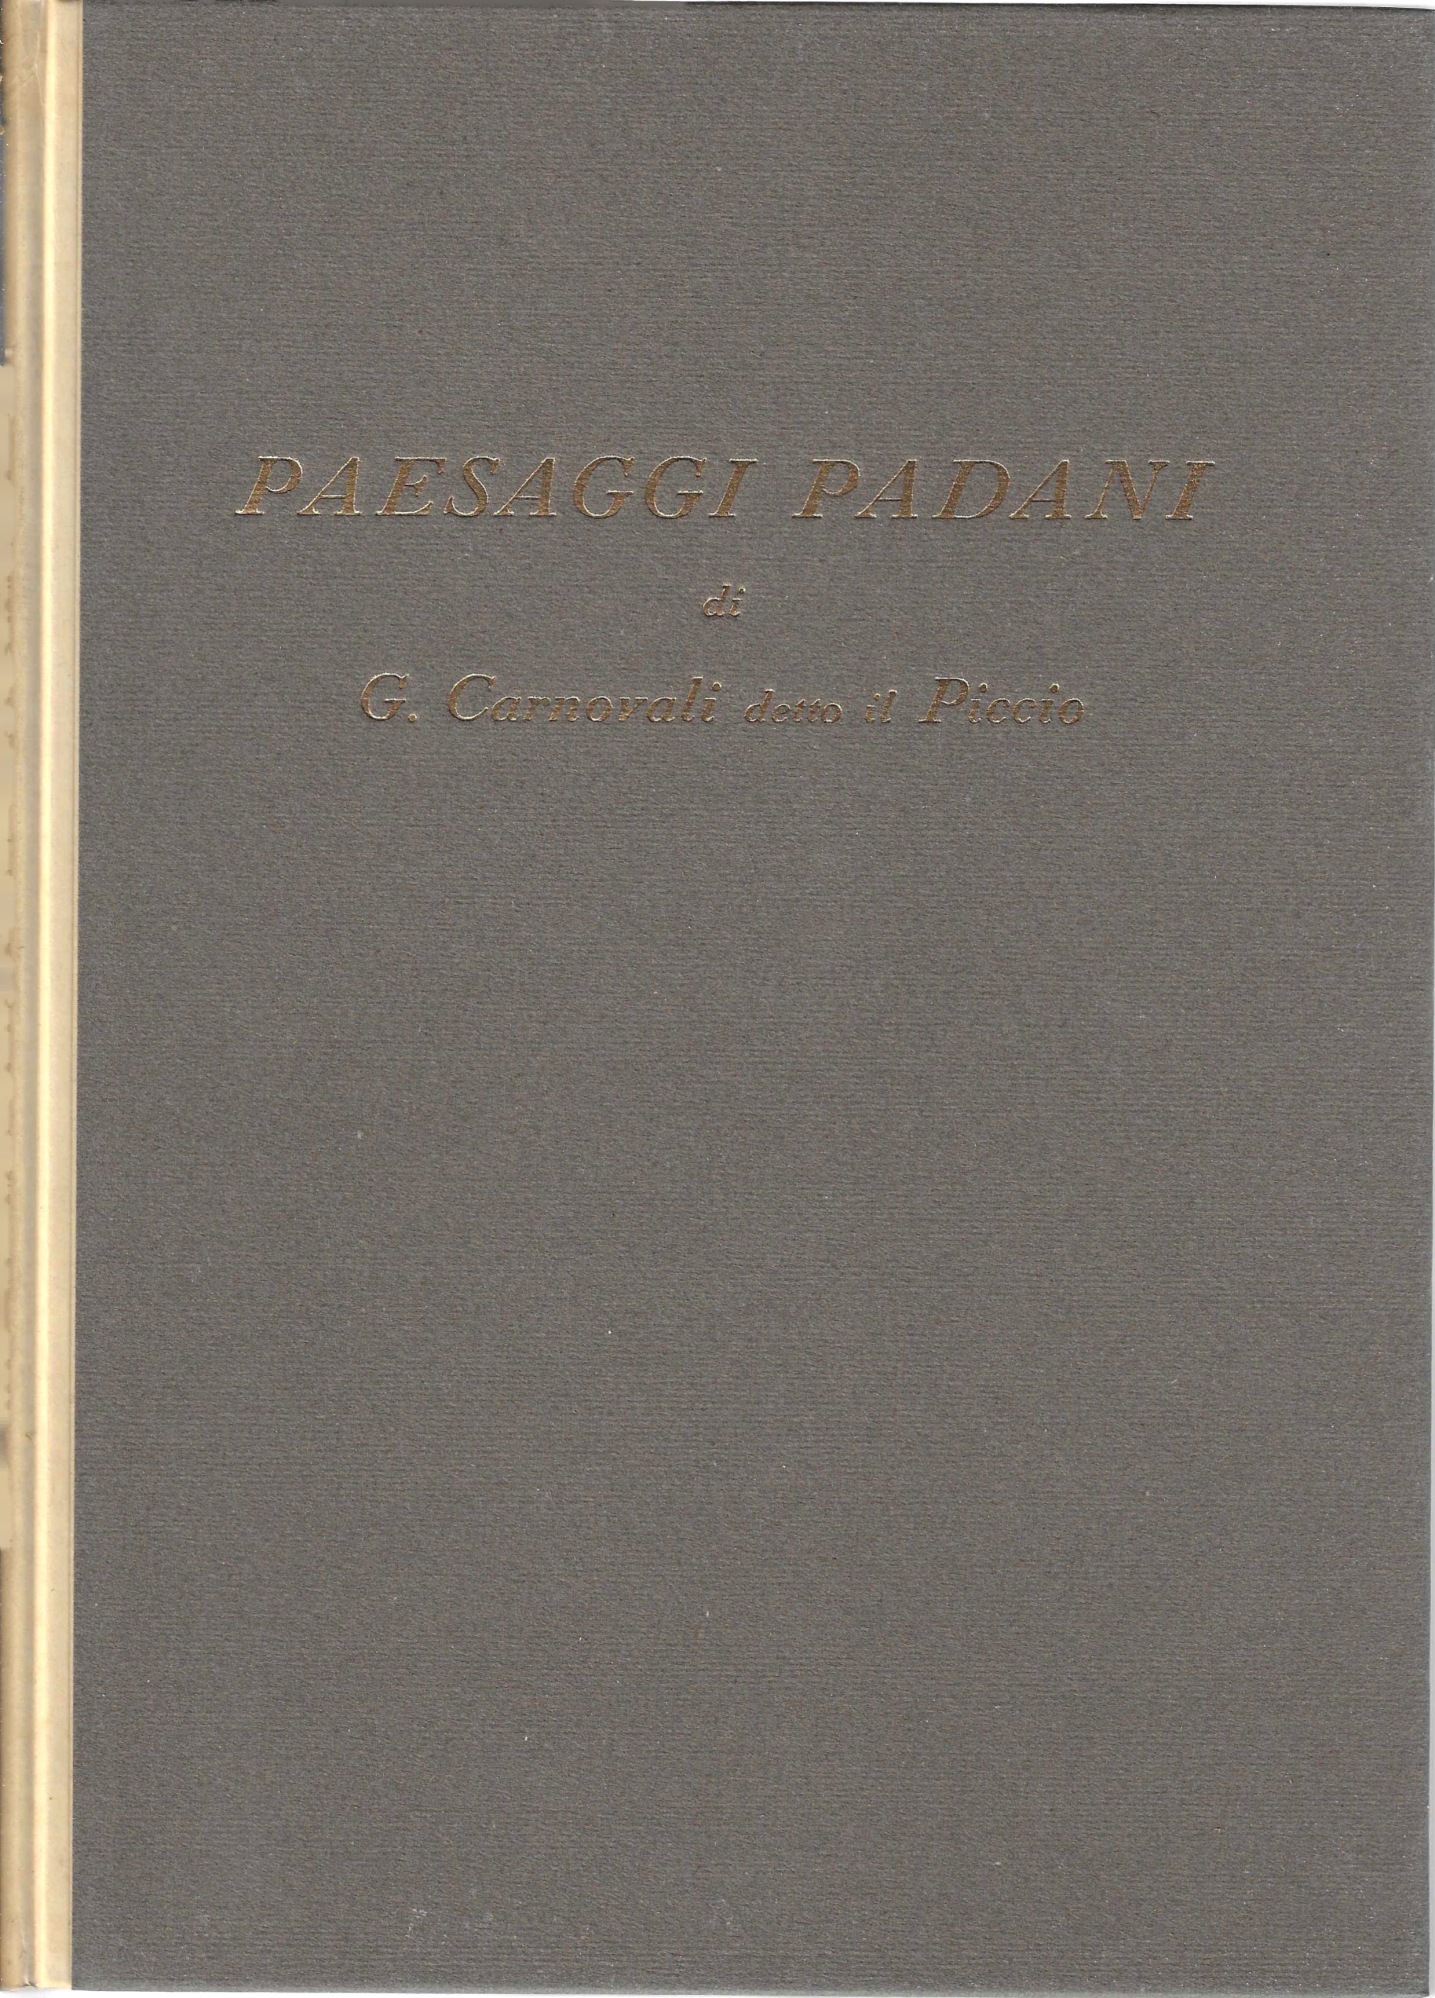 PAESAGGI PADANI
di
G. Carnovali detto il Piccio